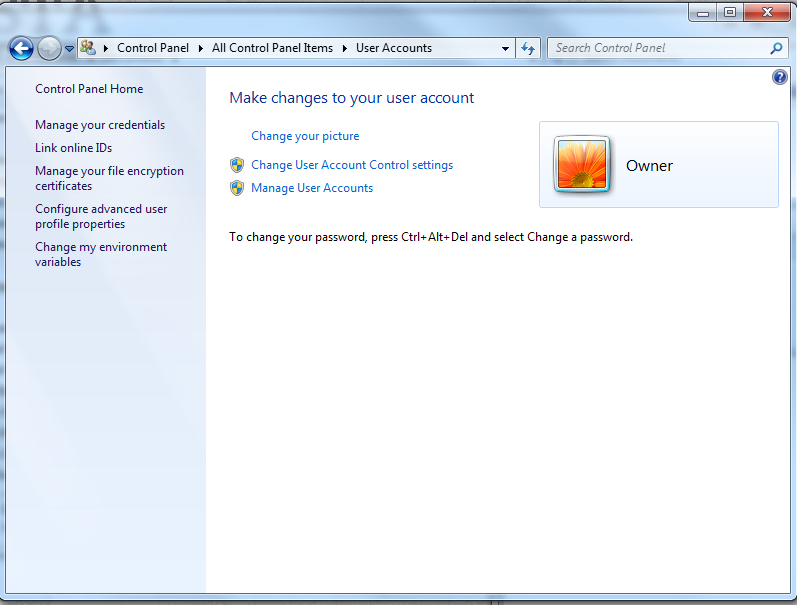 Control Panel All Control Panel Items User Accounts
Search Control Panel
Control Panel Home
Manage your credentials
Link online IDs
Manage your file encryption
certificates
Configure advanced user
profile properties
Change my environment
variables
Make changes to your user account
Change your picture
Change User Account Control settings
Manage User Accounts
Owner
To change your password, press Ctrl+Alt+Del and select Change a password.